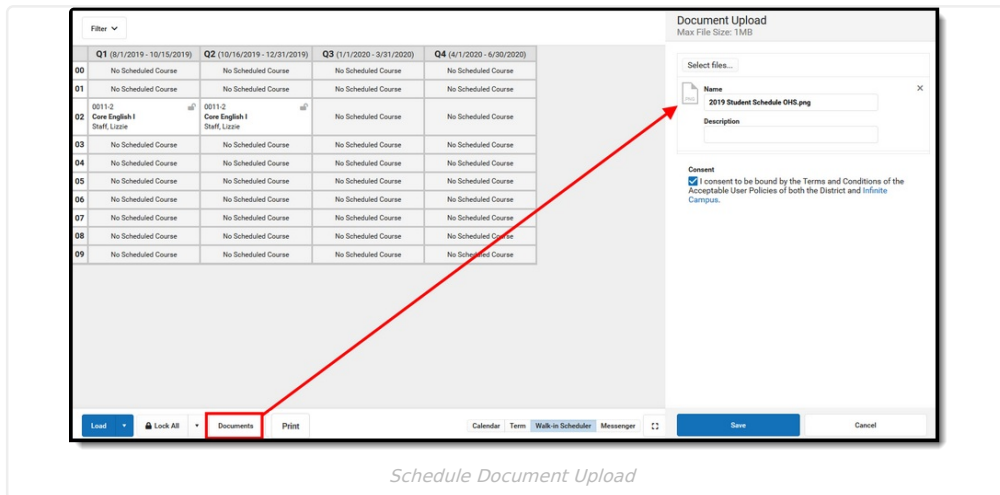 Filter
Q1 (8/1/2019 - 10/15/2019) Q2 (10/16/2019 - 12/31/2019) Q3 (1/1/2020 - 3/31/2020) Q4 (4/1/2020 - 6/30/2020)
00 No Scheduled Course No Scheduled Course No Scheduled Course No Scheduled Course
01 No Scheduled Course No Scheduled Course No Scheduled Course No Scheduled Course
0011-2 0011-2
02 Core English I Core English I No Scheduled Course No Scheduled Course
Staff, Lizzie Staff, Lizzie
03 No Scheduled Course No Scheduled Course No Scheduled Course No Scheduled Course
04 No Scheduled Course No Scheduled Course No Scheduled Course No Scheduled Course
05 No Scheduled Course No Scheduled Course No Scheduled Course No Scheduled Course
06 No Scheduled Course No Scheduled Course No Scheduled Course No Scheduled Course
07 No Scheduled Course No Scheduled Course No Scheduled Course No Scheduled Course
08 No Scheduled Course No Scheduled Course No Scheduled Course No Scheduled Course
09 No Scheduled Course No Scheduled Course No Scheduled Course No Scheduled Course
Load Lock All Documents Print Calendar Term Walk-in Scheduler Messenger
Document Upload
Max File Size: 1MB
Select files...
PNG
Name
2019 Student Schedule OHS.png
Description
Consent
I consent to be bound by the Terms and Conditions of the
Acceptable User Policies of both the District and Infinite
Campus.
Save Cancel
Schedule Document Upload